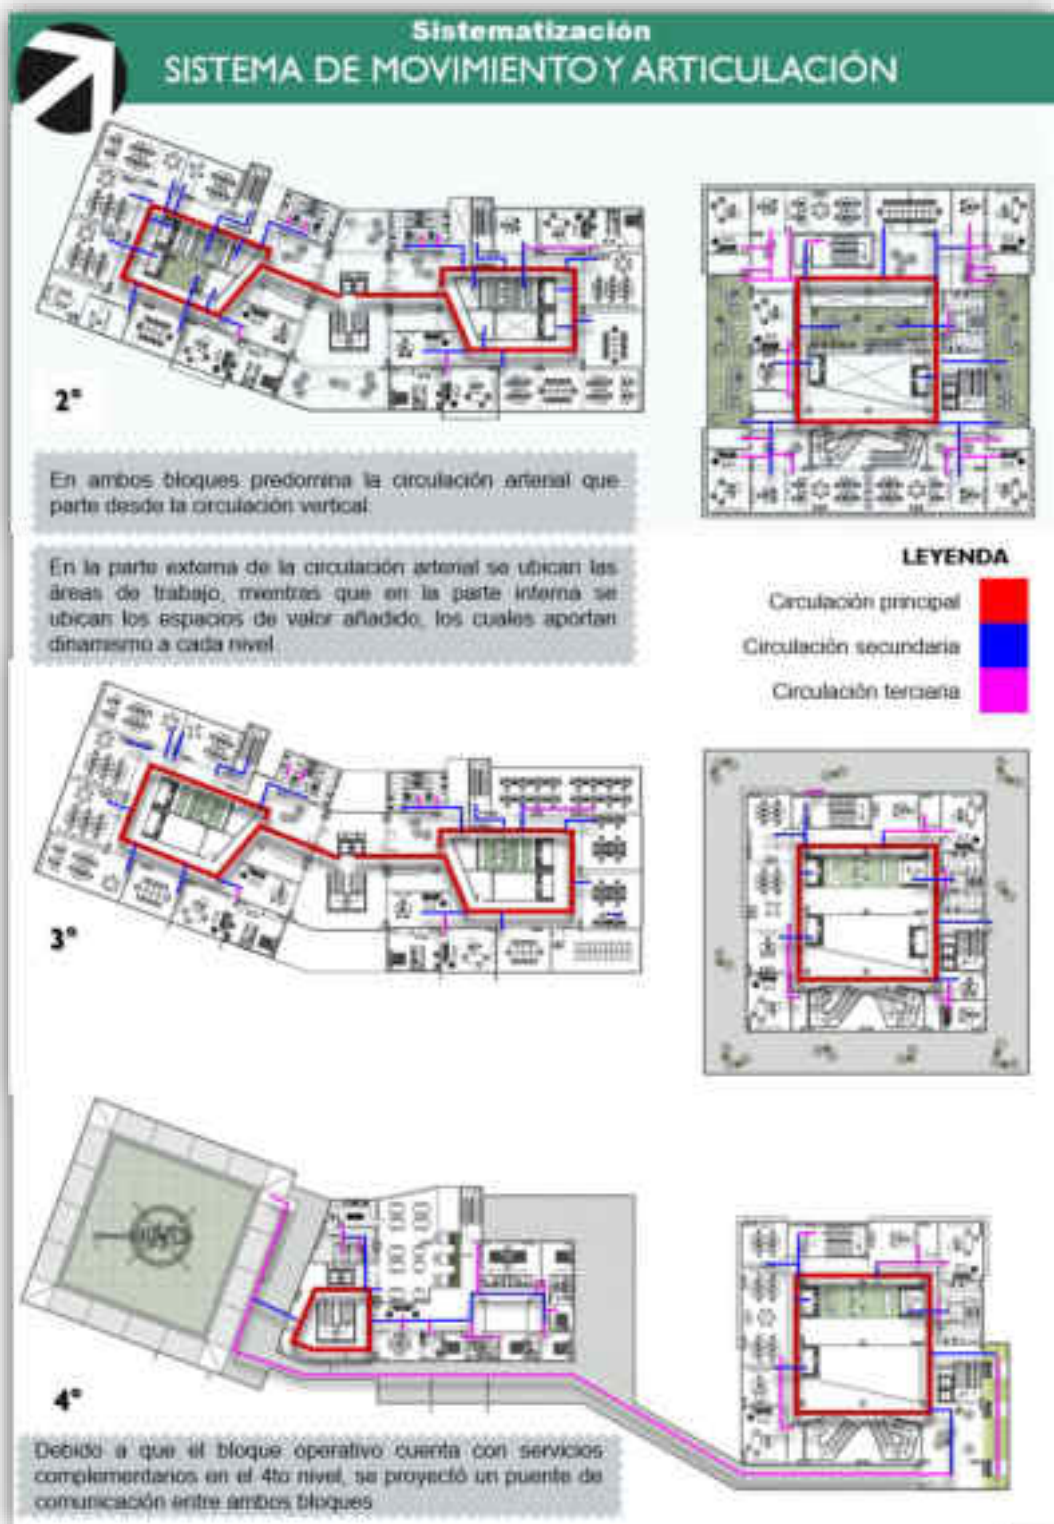 Sistematización
SISTEMA DE MOVIMIENTO Y ARTICULACIÓN
2°
En ambos bloques predomina la circulación arterial que
parte desde la circulación vertical.
En la parte externa de la circulación arterial se ubican las
áreas de trabajo, mientras que en la parte interna se
ubican los espacios de valor añadido, los cuales aportan
dinamismo a cada nivel.
LEYENDA
Circulación principal
Circulación secundaria
Circulación terciaria
3°
4°
Debido a que el bloque operativo cuenta con servicios
complementarios en el 4to nivel, se proyectó un puente de
comunicación entre ambos bloques